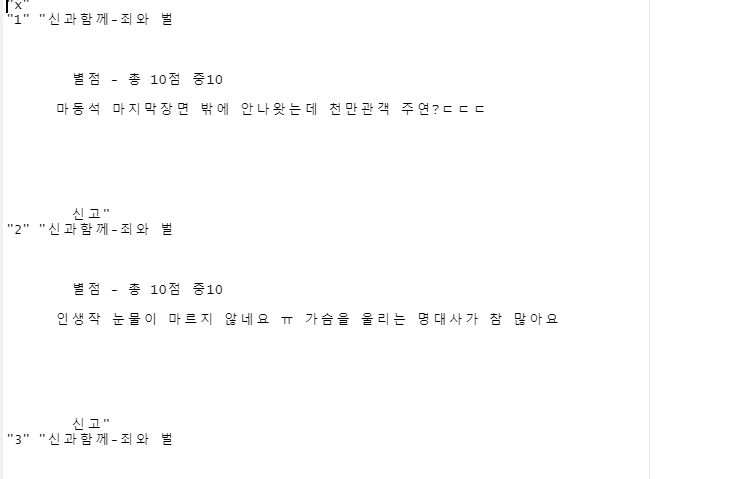 "x"
"1" "신과함께-죄와 벌
별점 - 총 10점 중10
마동석 마지막장면 밖에 안나왓는데 천만관객 주연?ㄷㄷㄷ
신고"
"2" "신과함께-죄와 벌
별점 - 총 10점 중10
인생작 눈물이 마르지 않네요 ㅠ 가슴을 울리는 명대사가 참 많아요
신고"
"3" "신과함께-죄와 벌